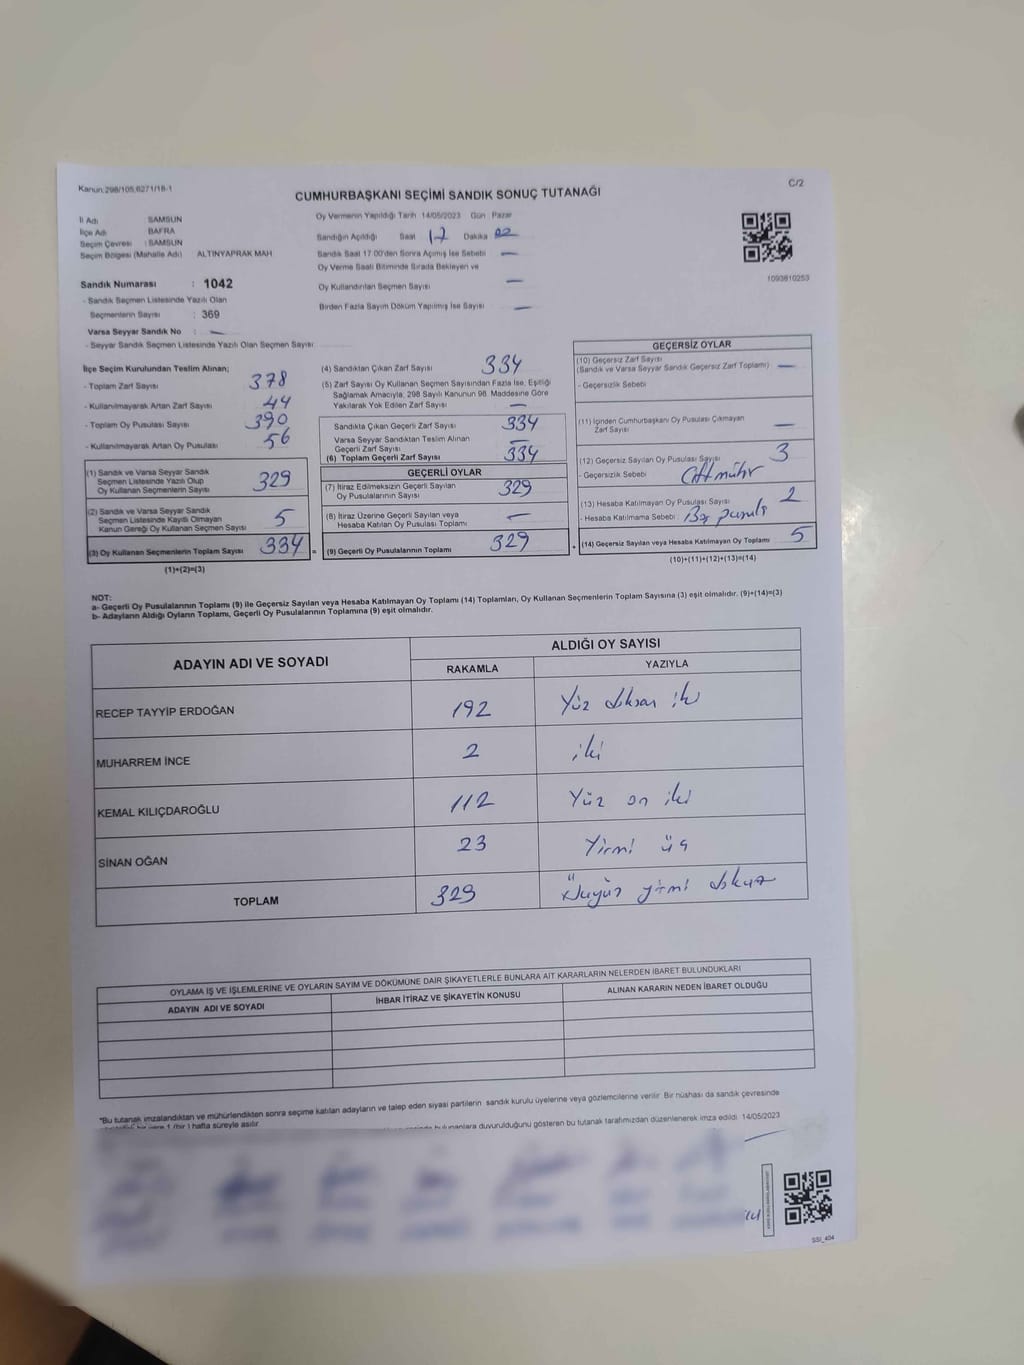 Kanun:298/105,6271/18-1
C/2
CUMHURBAŞKANI SEÇİMİ SANDIK SONUÇ TUTANAĞI
İl Adı SAMSUN
İlçe Adı BAFRA
Seçim Çevresi : SAMSUN
Seçim Bölgesi (Mahalle Adı) ALTINYAPRAK MAH
Sandık Numarası : 1042
- Sandık Seçmen Listesinde Yazılı Olan
Seçmenlerin Sayısı : 369
Varsa Seyyar Sandık No : —
- Seyyar Sandık Seçmen Listesinde Yazılı Olan Seçmen Sayısı:
Oy Vermenin Yapıldığı Tarih 14/05/2023 Gün : Pazar
Sandığın Açıldığı Saat 17 Dakika 02
Sandık Saat 17.00'den Sonra Açılmış İse Sebebi —
Oy Verme Saati Bitiminde Sırada Bekleyen ve
Oy Kullandırılan Seçmen Sayısı —
Birden Fazla Sayım Döküm Yapılmış İse Sayısı —
1093810253
İlçe Seçim Kurulundan Teslim Alınan;
- Toplam Zarf Sayısı 378
- Kullanılmayarak Artan Zarf Sayısı 44
- Toplam Oy Pusulası Sayısı 390
- Kullanılmayarak Artan Oy Pusulası 56
(1) Sandık ve Varsa Seyyar Sandık
Seçmen Listesinde Yazılı Olup
Oy Kullanan Seçmenlerin Sayısı 329
(2) Sandık ve Varsa Seyyar Sandık
Seçmen Listesinde Kayıtlı Olmayan
Kanun Gereği Oy Kullanan Seçmen Sayısı 5
(3) Oy Kullanan Seçmenlerin Toplam Sayısı 334 =
(1)+(2)=(3)
(4) Sandıktan Çıkan Zarf Sayısı 334
(5) Zarf Sayısı Oy Kullanan Seçmen Sayısından Fazla İse, Eşitliği
Sağlamak Amacıyla, 298 Sayılı Kanunun 98. Maddesine Göre
Yakılarak Yok Edilen Zarf Sayısı —
Sandıkta Çıkan Geçerli Zarf Sayısı 334
Varsa Seyyar Sandıktan Teslim Alınan
Geçerli Zarf Sayısı —
(6) Toplam Geçerli Zarf Sayısı 334
GEÇERLİ OYLAR
(7) İtiraz Edilmeksizin Geçerli Sayılan
Oy Pusulalarının Sayısı 329
(8) İtiraz Üzerine Geçerli Sayılan veya
Hesaba Katılan Oy Pusulası Toplamı —
(9) Geçerli Oy Pusulalarının Toplamı 329 +
GEÇERSİZ OYLAR
(10) Geçersiz Zarf Sayısı
(Sandık ve Varsa Seyyar Sandık Geçersiz Zarf Toplamı) —
- Geçersizlik Sebebi
(11) İçinden Cumhurbaşkanı Oy Pusulası Çıkmayan
Zarf Sayısı —
(12) Geçersiz Sayılan Oy Pusulası Sayısı 3
- Geçersizlik Sebebi
(13) Hesaba Katılmayan Oy Pusulası Sayısı 2
- Hesaba Katılmama Sebebi :
(14) Geçersiz Sayılan veya Hesaba Katılmayan Oy Toplamı 5
(10)+(11)+(12)+(13)=(14)
NOT:
a- Geçerli Oy Pusulalarının Toplamı (9) ile Geçersiz Sayılan veya Hesaba Katılmayan Oy Toplamı (14) Toplamları, Oy Kullanan Seçmenlerin Toplam Sayısına (3) eşit olmalıdır. (9)+(14)=(3)
b- Adayların Aldığı Oyların Toplamı, Geçerli Oy Pusulalarının Toplamına (9) eşit olmalıdır.
ADAYIN ADI VE SOYADI ALDIĞI OY SAYISI
RAKAMLA YAZIYLA
RECEP TAYYİP ERDOĞAN 192 Yüz doksan iki
MUHARREM İNCE 2 iki
KEMAL KILIÇDAROĞLU 112 Yüz on iki
SİNAN OĞAN 23 Yirmi üç
TOPLAM 329 Üçyüz yirmi dokuz
OYLAMA İŞ VE İŞLEMLERİNE VE OYLARIN SAYIM VE DÖKÜMÜNE DAİR ŞİKAYETLERLE BUNLARA AİT KARARLARIN NELERDEN İBARET BULUNDUKLARI
ADAYIN ADI VE SOYADI İHBAR İTİRAZ VE ŞİKAYETİN KONUSU ALINAN KARARIN NEDEN İBARET OLDUĞU
*Bu tutanak imzalandıktan ve mühürlendikten sonra seçime katılan adayların ve talep eden siyasi partilerin sandık kurulu üyelerine veya gözlemcilerine verilir. Bir nüshası da sandık çevresinde
1 (bir) hafta süreyle asılır. duyurulduğunu gösteren bu tutanak tarafımızdan düzenlenerek imza edildi. 14/05/2023
SSI_404